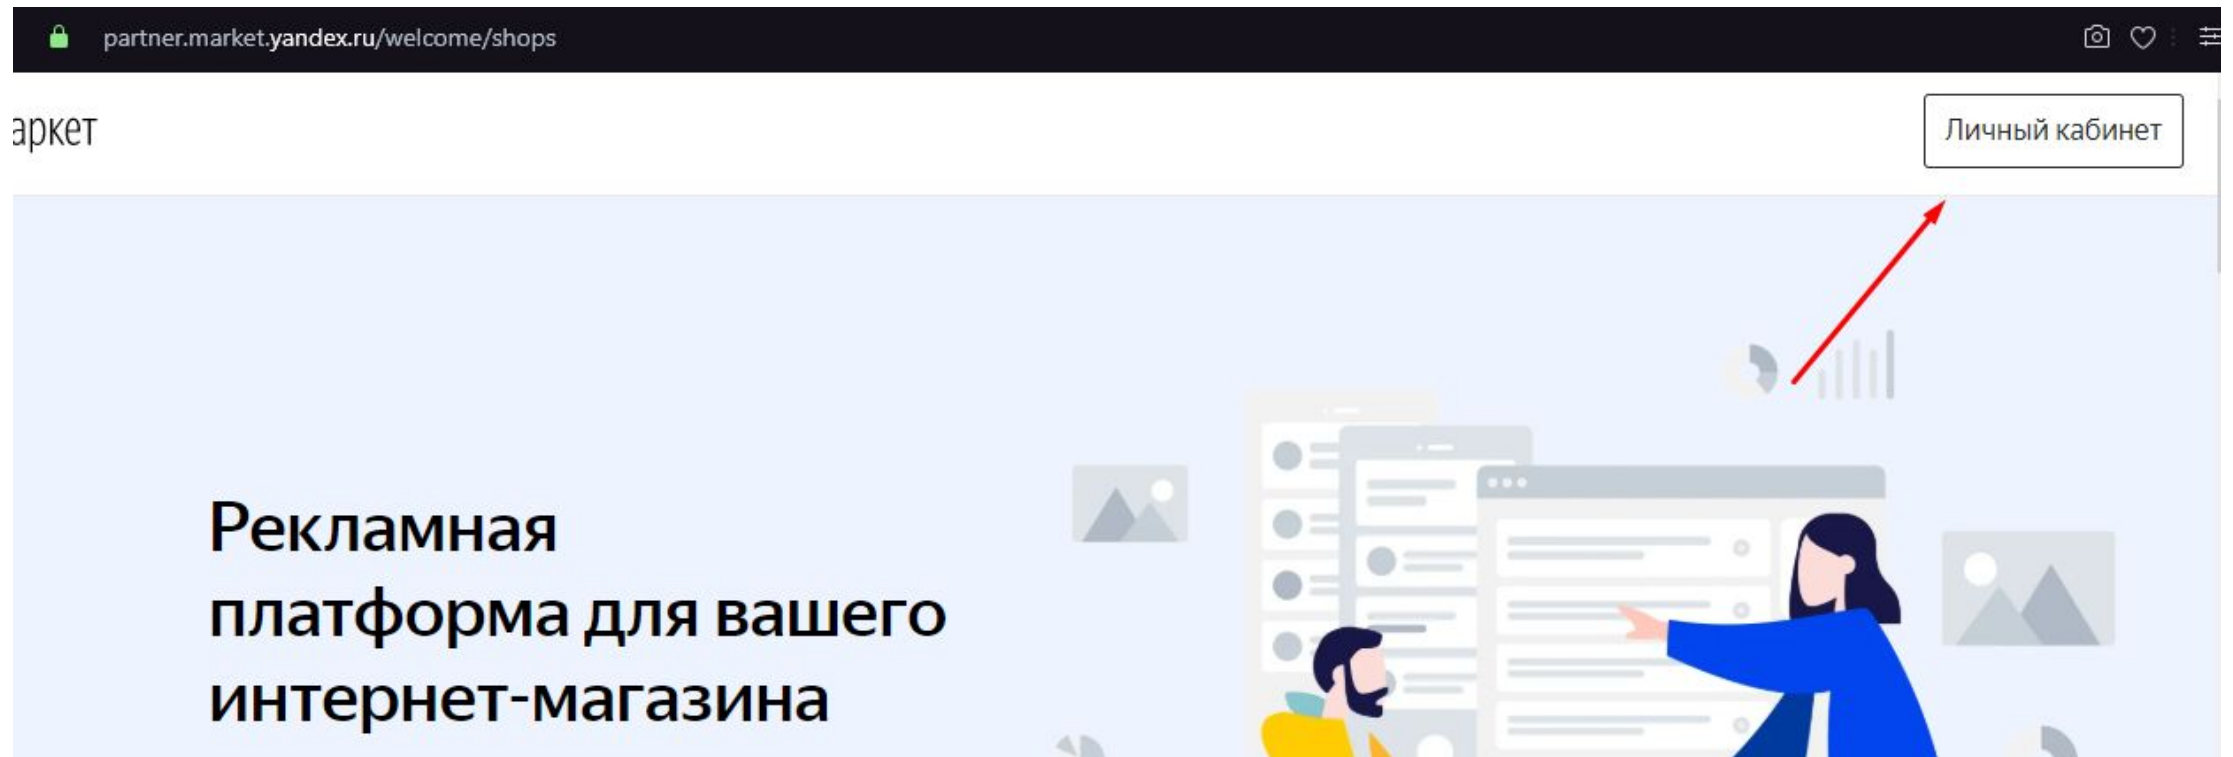 partner.market.yandex.ru/welcome/shops
аркет
Личный кабинет
Рекламная
платформа для вашего
интернет-магазина